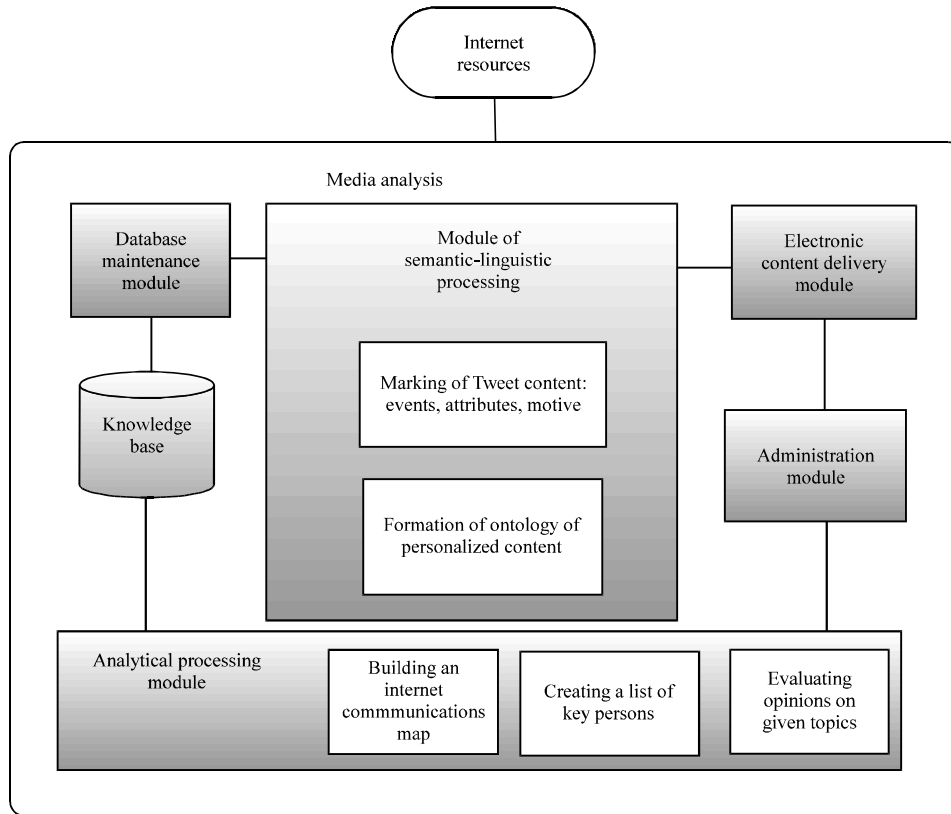 Internet
resources
Media analysis
Database
maintenance
module
Module of
semantic-linguistic
processing
Electronic
content delivery
module
Marking of Tweet content:
events, attributes, motive
Knowledge
base
Administration
module
Formation of ontology of
personalized content
Analytical processing
module
Building an
internet
commmunications
map
Creating a list of
key persons
Evaluating
opinions on
given topics